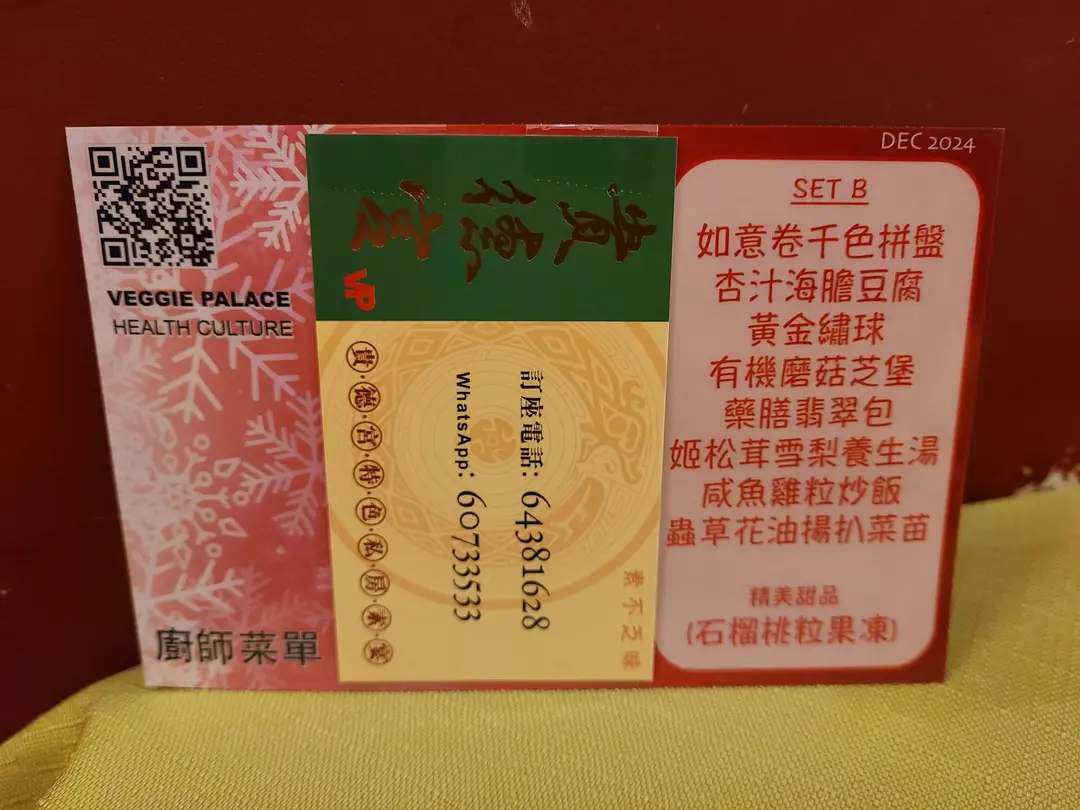 VEGGIE PALACE
HEALTH CULTURE
廚師菜單
貴德宮
VP
訂座電話: 64381628
WhatsApp: 60733533
貴·德·宮·特·色·私·房·素·宴
素不乏味
DEC 2024
SET B
如意卷千色拼盤
杏汁海膽豆腐
黃金繡球
有機磨菇芝堡
藥膳翡翠包
姬松茸雪梨養生湯
咸魚雞粒炒飯
蟲草花油揚扒菜苗
精美甜品
(石榴桃粒果凍)